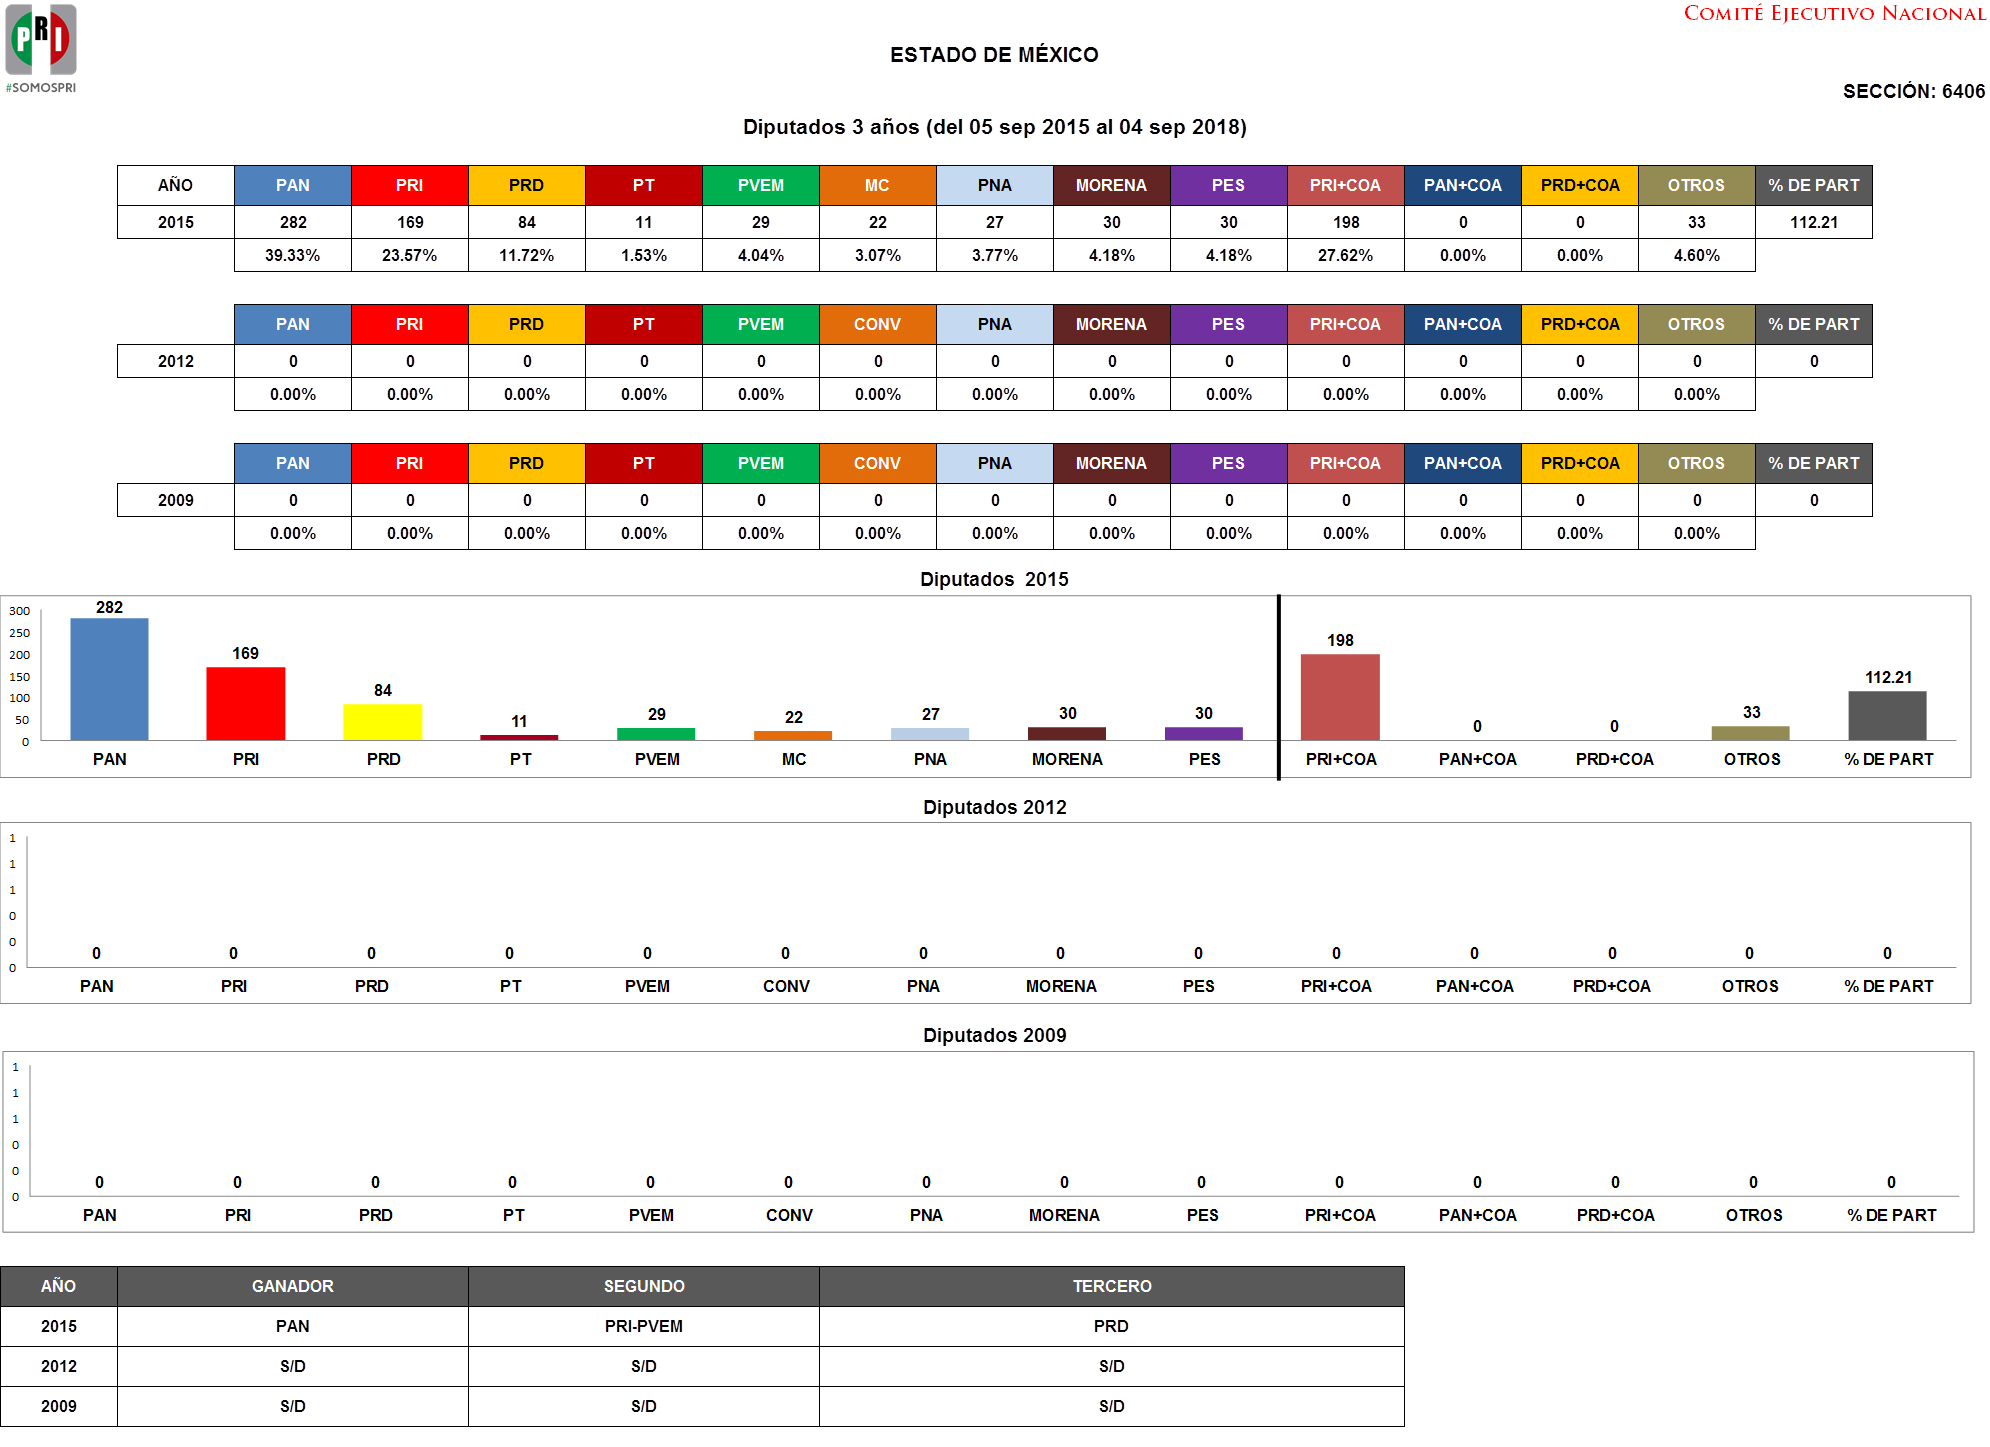 PRI
#SOMOSPRI
COMITÉ EJECUTIVO NACIONAL
ESTADO DE MÉXICO
SECCIÓN: 6406
Diputados 3 años (del 05 sep 2015 al 04 sep 2018)
AÑO PAN PRI PRD PT PVEM MC PNA MORENA PES PRI+COA PAN+COA PRD+COA OTROS % DE PART
2015 282 169 84 11 29 22 27 30 30 198 0 0 33 112.21
39.33% 23.57% 11.72% 1.53% 4.04% 3.07% 3.77% 4.18% 4.18% 27.62% 0.00% 0.00% 4.60%
PAN PRI PRD PT PVEM CONV PNA MORENA PES PRI+COA PAN+COA PRD+COA OTROS % DE PART
2012 0 0 0 0 0 0 0 0 0 0 0 0 0 0
0.00% 0.00% 0.00% 0.00% 0.00% 0.00% 0.00% 0.00% 0.00% 0.00% 0.00% 0.00% 0.00%
PAN PRI PRD PT PVEM CONV PNA MORENA PES PRI+COA PAN+COA PRD+COA OTROS % DE PART
2009 0 0 0 0 0 0 0 0 0 0 0 0 0 0
0.00% 0.00% 0.00% 0.00% 0.00% 0.00% 0.00% 0.00% 0.00% 0.00% 0.00% 0.00% 0.00%
Diputados 2015
300
250
200
150
100
50
0
282 169 84 11 29 22 27 30 30 198 0 0 33 112.21
PAN PRI PRD PT PVEM MC PNA MORENA PES PRI+COA PAN+COA PRD+COA OTROS % DE PART
Diputados 2012
1
1
1
0
0
0
0 0 0 0 0 0 0 0 0 0 0 0 0 0
PAN PRI PRD PT PVEM CONV PNA MORENA PES PRI+COA PAN+COA PRD+COA OTROS % DE PART
Diputados 2009
1
1
1
0
0
0
0 0 0 0 0 0 0 0 0 0 0 0 0 0
PAN PRI PRD PT PVEM CONV PNA MORENA PES PRI+COA PAN+COA PRD+COA OTROS % DE PART
AÑO GANADOR SEGUNDO TERCERO
2015 PAN PRI-PVEM PRD
2012 S/D S/D S/D
2009 S/D S/D S/D